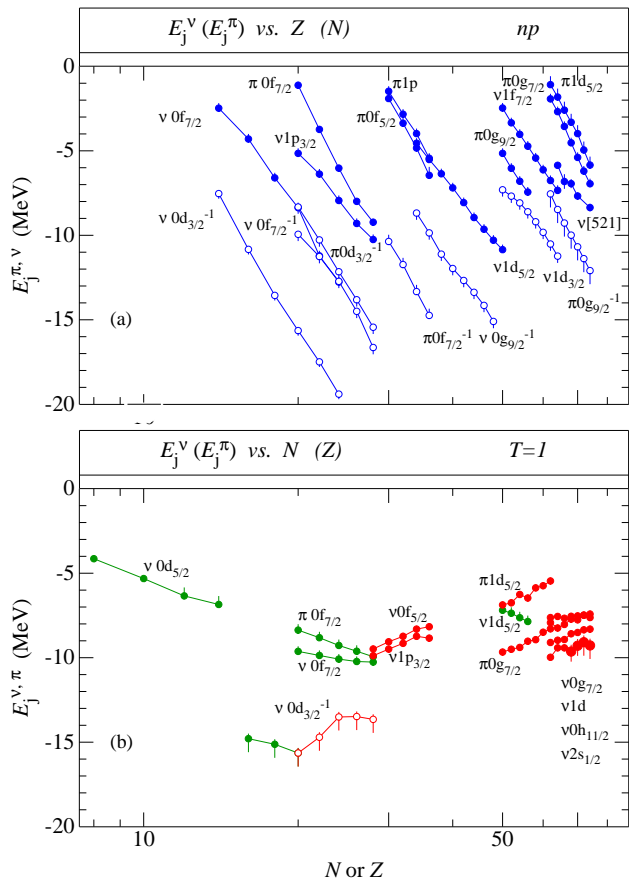 E_j^ν (E_j^π) vs. Z (N) np
0
-5
-10
-15
-20
E_j^{π, ν} (MeV)
π 0f_{7/2}
π1p
π0g_{7/2}
π1d_{5/2}
ν1f_{7/2}
ν 0f_{7/2}
π0f_{5/2}
ν1p_{3/2}
π0g_{9/2}
ν 0d_{3/2}^{-1}
ν 0f_{7/2}^{-1}
π0d_{3/2}^{-1}
ν[521]
ν1d_{5/2}
ν1d_{3/2}
π0g_{9/2}^{-1}
(a)
π0f_{7/2}^{-1}
ν 0g_{9/2}^{-1}
E_j^ν (E_j^π) vs. N (Z) T=1
0
-5
-10
-15
-20
E_j^{ν, π} (MeV)
ν 0d_{5/2}
π1d_{5/2}
π 0f_{7/2}
ν0f_{5/2}
ν1d_{5/2}
ν 0f_{7/2}
ν1p_{3/2}
π0g_{7/2}
ν 0d_{3/2}^{-1}
ν0g_{7/2}
ν1d
ν0h_{11/2}
ν2s_{1/2}
(b)
10
50
N or Z